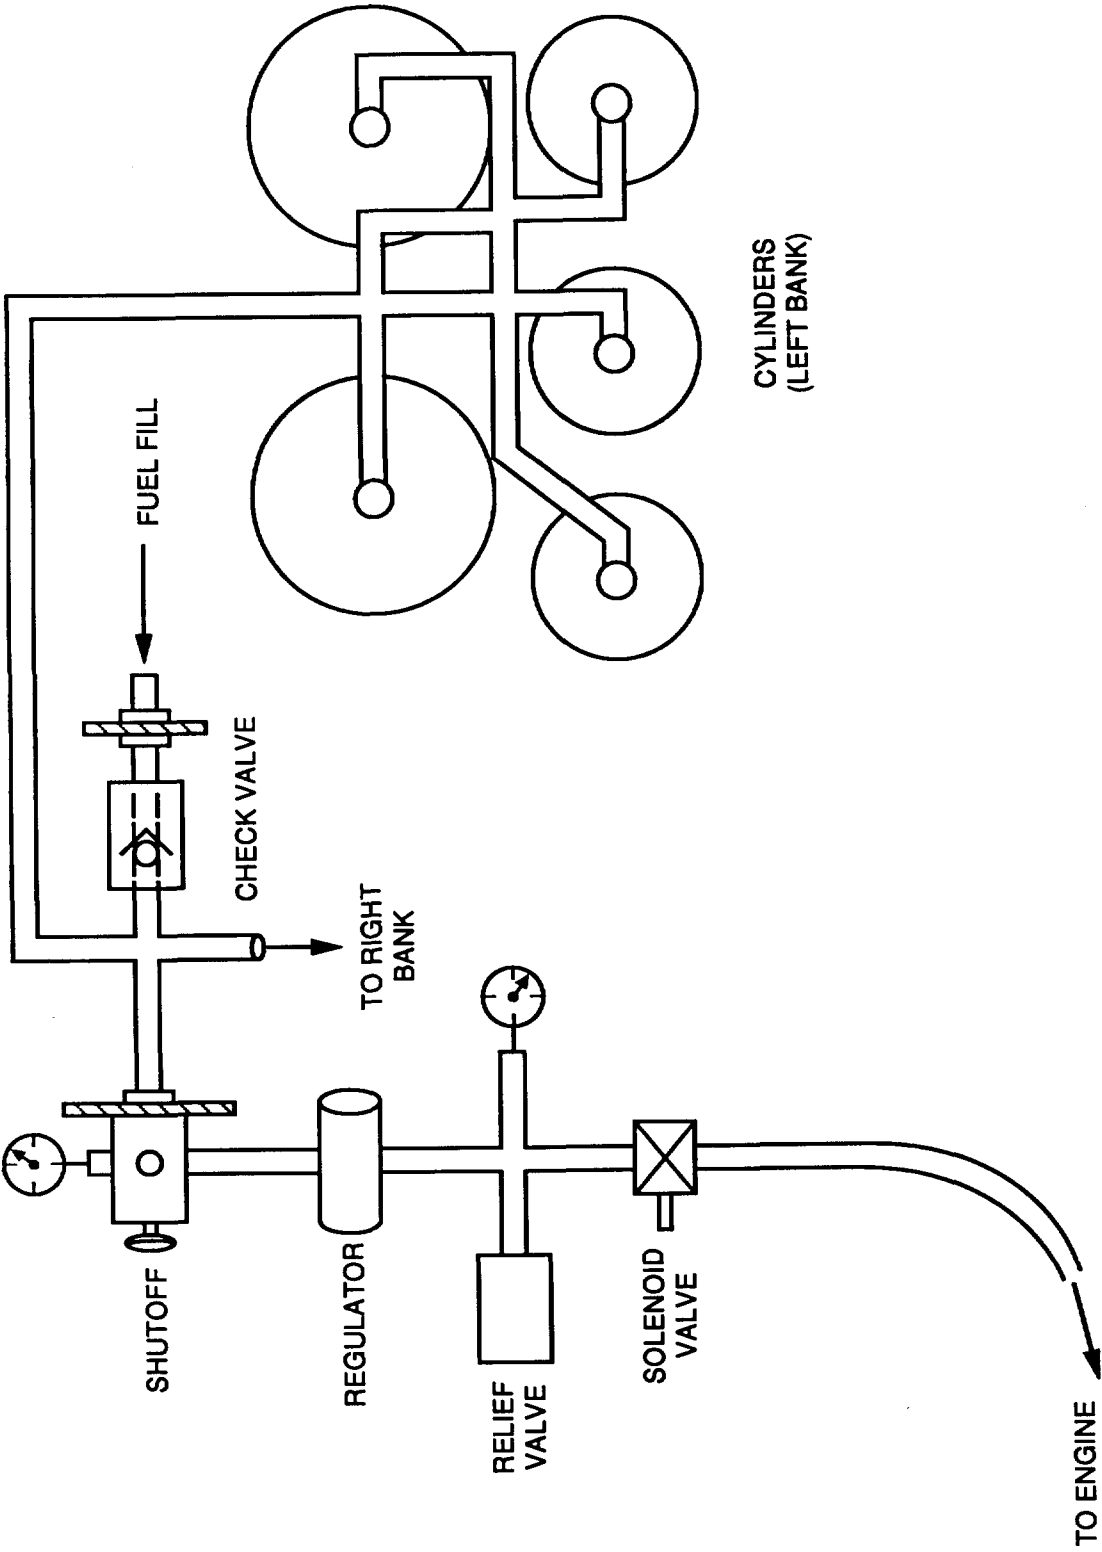 FUEL FILL
CHECK VALVE
TO RIGHT
BANK
CYLINDERS
(LEFT BANK)
SHUTOFF
REGULATOR
RELIEF
VALVE
SOLENOID
VALVE
TO ENGINE